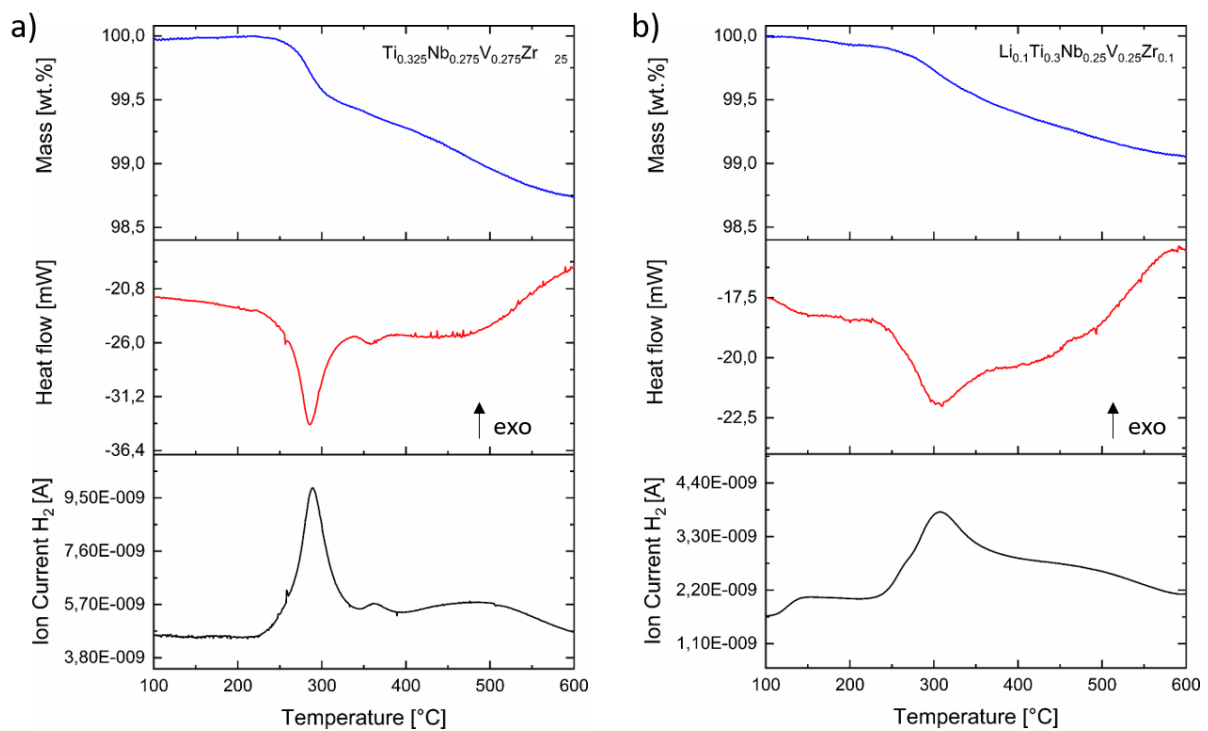 a)
Ti0.325Nb0.275V0.275Zr 25
Mass [wt.%]
100,0
99,5
99,0
98,5
Heat flow [mW]
-20,8
-26,0
-31,2
-36,4
exo
Ion Current H2 [A]
9,50E-009
7,60E-009
5,70E-009
3,80E-009
100 200 300 400 500 600
Temperature [°C]
b)
Li0.1Ti0.3Nb0.25V0.25Zr0.1
Mass [wt.%]
100,0
99,5
99,0
98,5
Heat flow [mW]
-17,5
-20,0
-22,5
exo
Ion Current H2 [A]
4,40E-009
3,30E-009
2,20E-009
1,10E-009
100 200 300 400 500 600
Temperature [°C]